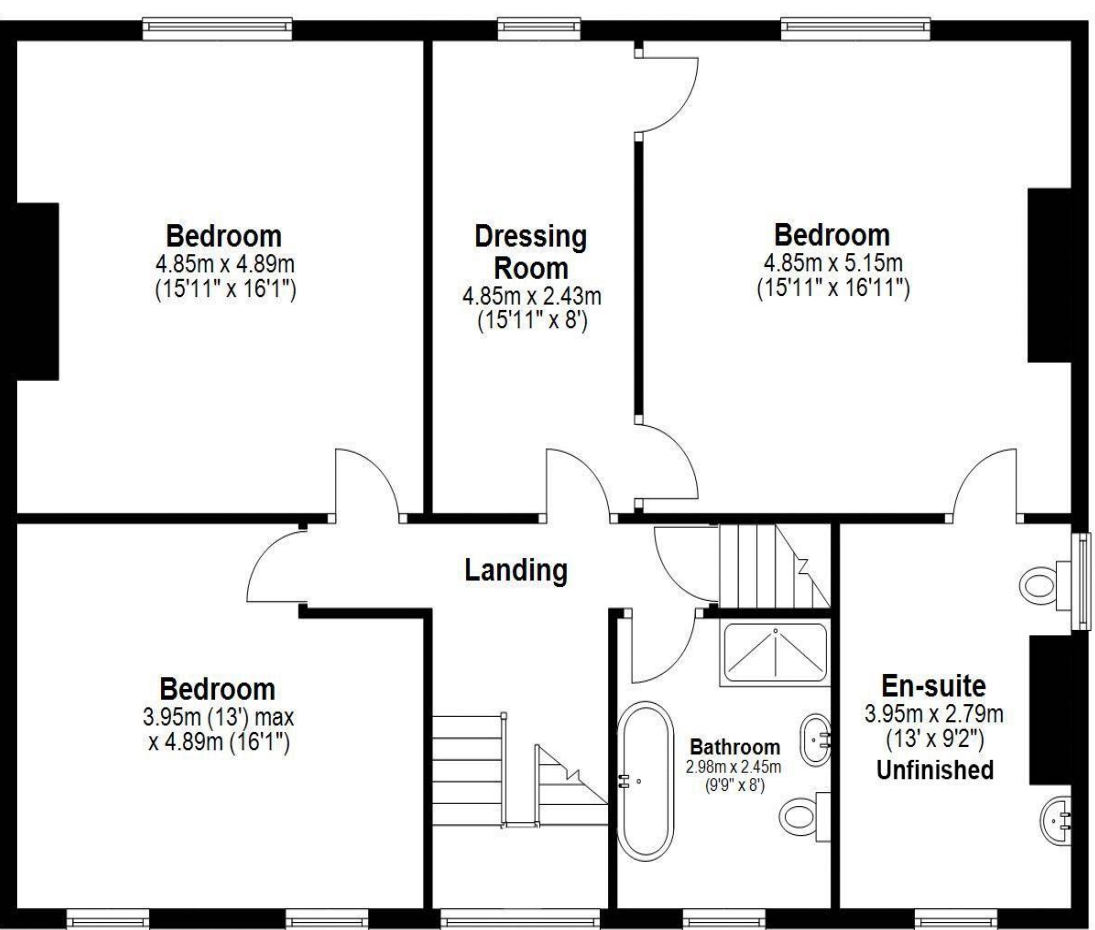 Bedroom
4.85m x 4.89m
(15'11" x 16'1")
Dressing
Room
4.85m x 2.43m
(15'11" x 8')
Bedroom
4.85m x 5.15m
(15'11" x 16'11")
Landing
Bedroom
3.95m (13') max
x 4.89m (16'1")
Bathroom
2.98m x 2.45m
(9'9" x 8')
En-suite
3.95m x 2.79m
(13' x 9'2")
Unfinished